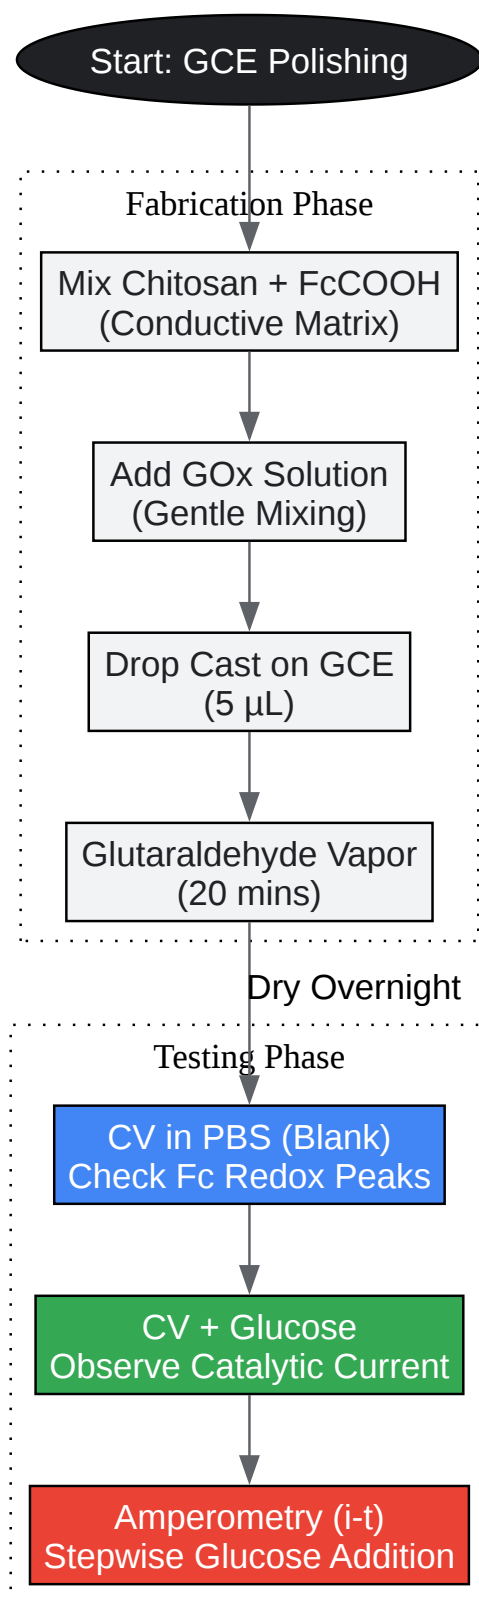 Start: GCE Polishing
Fabrication Phase
Mix Chitosan + FcCOOH
(Conductive Matrix)
Add GOx Solution
(Gentle Mixing)
Drop Cast on GCE
(5 µL)
Glutaraldehyde Vapor
(20 mins)
Dry Overnight
Testing Phase
CV in PBS (Blank)
Check Fc Redox Peaks
CV + Glucose
Observe Catalytic Current
Amperometry (i-t)
Stepwise Glucose Addition